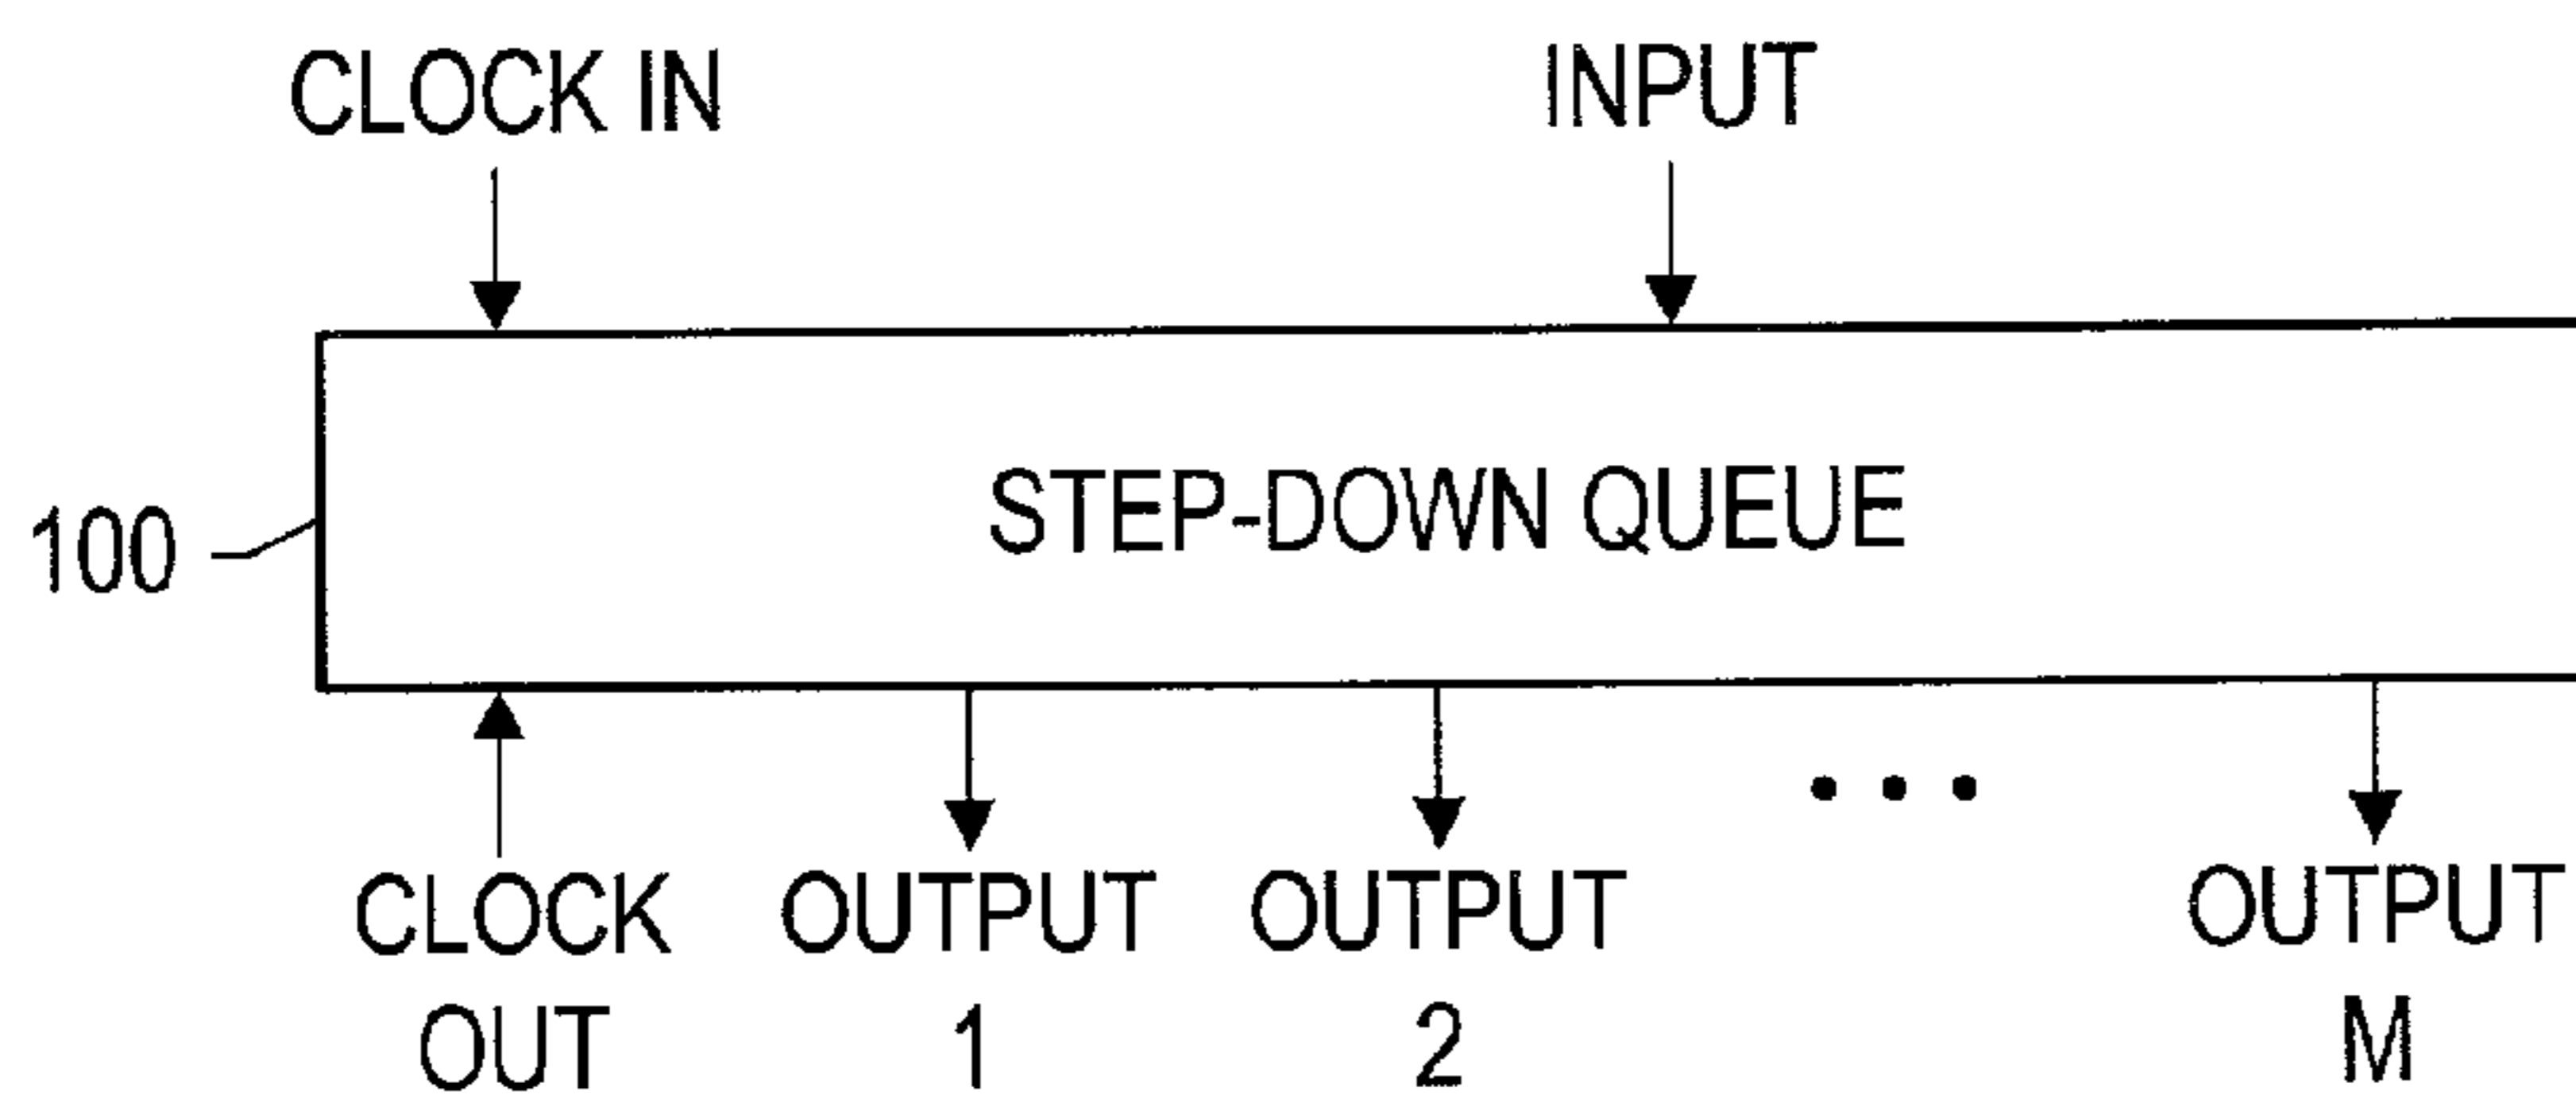 CLOCK IN
INPUT
STEP-DOWN QUEUE
100
CLOCK
OUT
OUTPUT
1
OUTPUT
2
• • •
OUTPUT
M